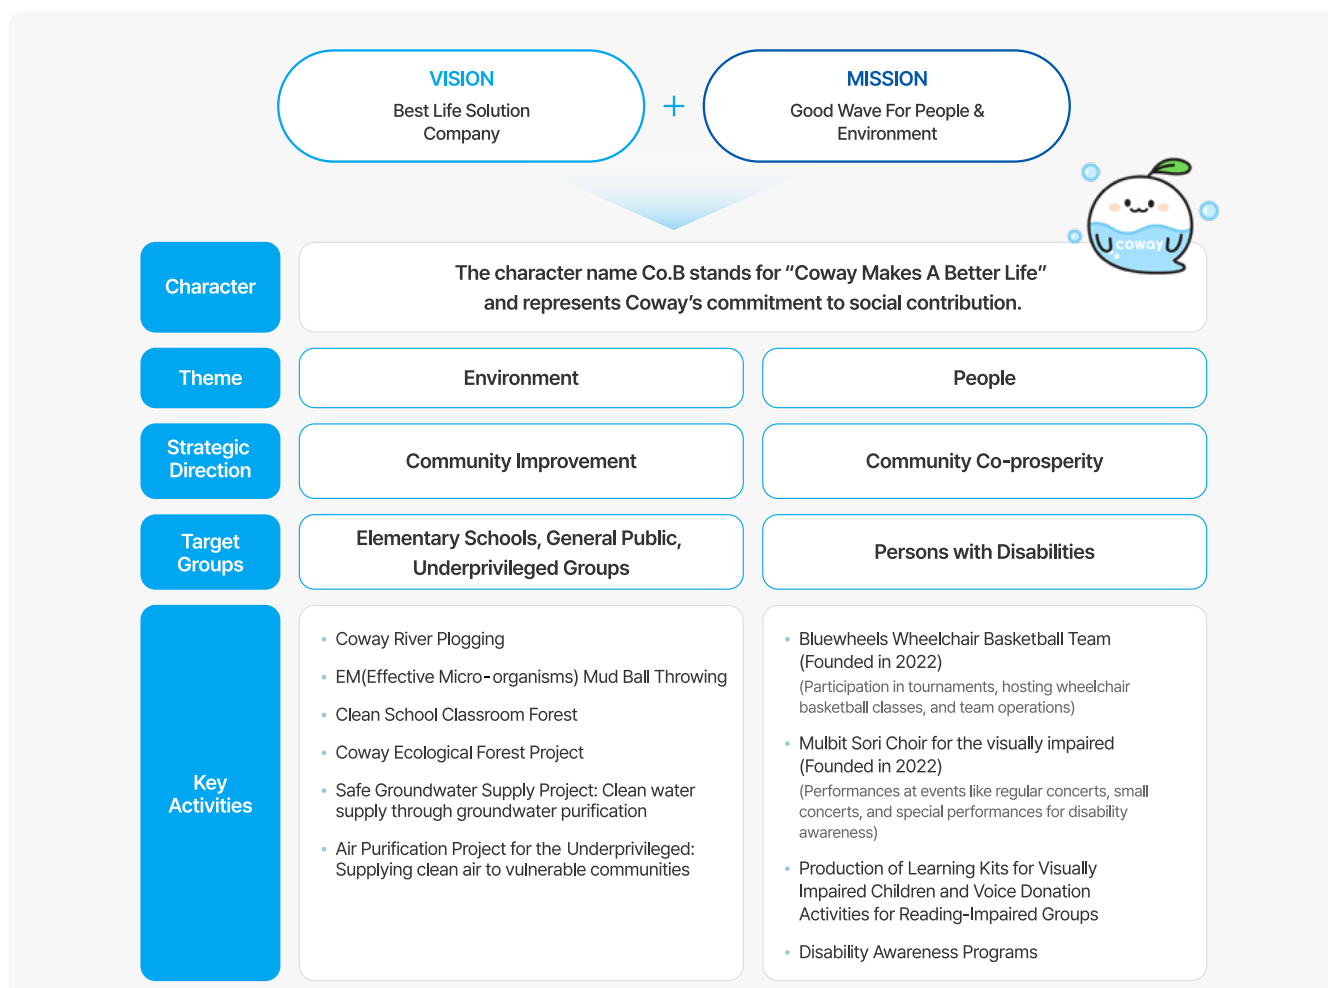 VISION
Best Life Solution
Company
+
MISSION
Good Wave For People &
Environment
coway
Character
The character name Co.B stands for “Coway Makes A Better Life”
and represents Coway’s commitment to social contribution.
Theme
Environment
People
Strategic
Direction
Community Improvement
Community Co-prosperity
Target
Groups
Elementary Schools, General Public,
Underprivileged Groups
Persons with Disabilities
Key
Activities
• Coway River Plogging
• EM(Effective Micro-organisms) Mud Ball Throwing
• Clean School Classroom Forest
• Coway Ecological Forest Project
• Safe Groundwater Supply Project: Clean water
supply through groundwater purification
• Air Purification Project for the Underprivileged:
Supplying clean air to vulnerable communities
• Bluewheels Wheelchair Basketball Team
(Founded in 2022)
(Participation in tournaments, hosting wheelchair
basketball classes, and team operations)
• Mulbit Sori Choir for the visually impaired
(Founded in 2022)
(Performances at events like regular concerts, small
concerts, and special performances for disability
awareness)
• Production of Learning Kits for Visually
Impaired Children and Voice Donation
Activities for Reading-Impaired Groups
• Disability Awareness Programs